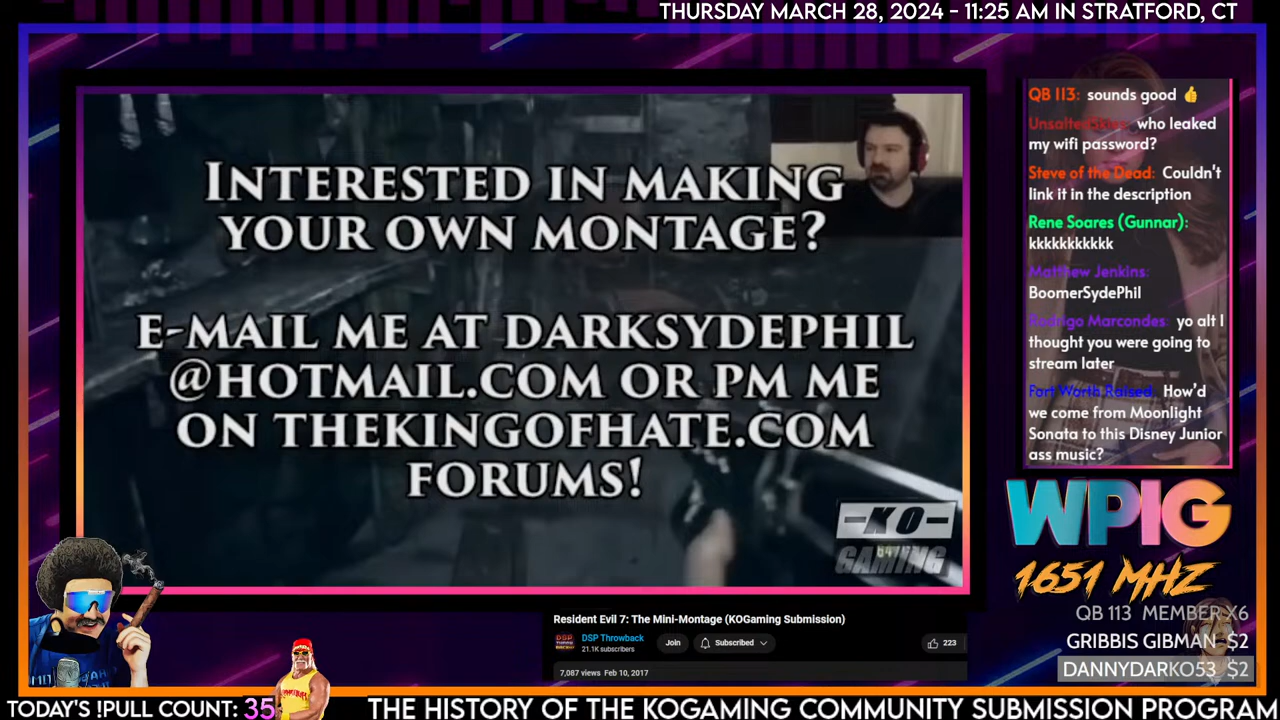 THURSDAY MARCH 28, 2024 - 11:25 AM IN STRATFORD, CT
INTERESTED IN MAKING
YOUR OWN MONTAGE?
E-MAIL ME AT DARKSYDEPHIL
@HOTMAIL.COM OR PM ME
ON THEKINGOFHATE.COM
FORUMS!
-KO-
GAMING
QB 113: sounds good 👍
who leaked
my wifi password?
Steve of the Dead: Couldn't
link it in the description
Rene Soares (Gunnar):
kkkkkkkkkkk
Matthew Jenkins:
BoomerSydePhil
Rodrigo Marcondes: yo alt I
thought you were going to
stream later
Fort Worth Raised: How'd
we come from Moonlight
Sonata to this Disney Junior
ass music?
WPIG
1651 MHZ
QB 113 MEMBER X6
GRIBBIS GIBMAN $2
DANNYDARKO53 $2
Resident Evil 7: The Mini-Montage (KOGaming Submission)
DSP Throwback
21.1K subscribers
Join
Subscribed
223
7,087 views Feb 10, 2017
TODAY'S !PULL COUNT: 35
THE HISTORY OF THE KOGAMING COMMUNITY SUBMISSION PROGRAM